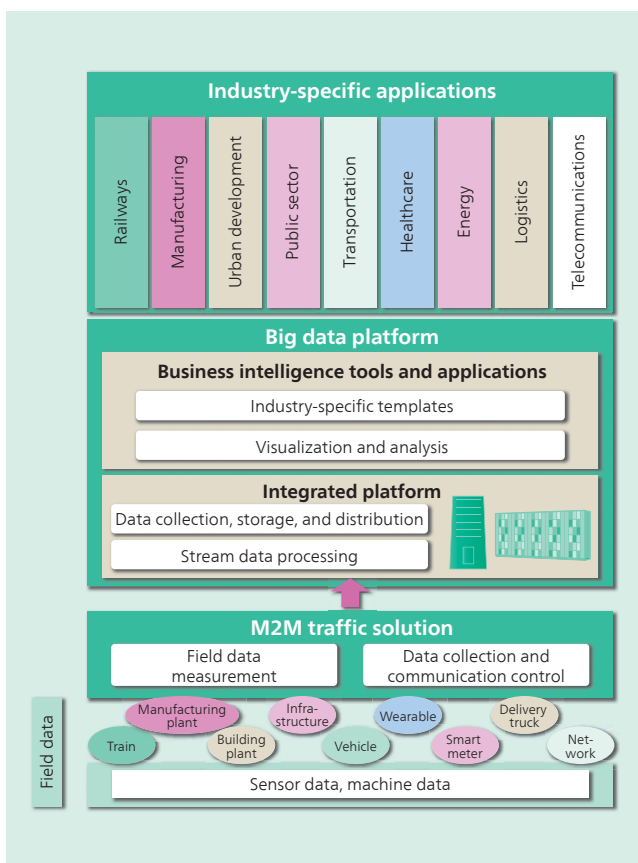 Industry-specific applications
Railways
Manufacturing
Urban development
Public sector
Transportation
Healthcare
Energy
Logistics
Telecommunications
Big data platform
Business intelligence tools and applications
Industry-specific templates
Visualization and analysis
Integrated platform
Data collection, storage, and distribution
Stream data processing
M2M traffic solution
Field data
measurement
Data collection and
communication control
Field data
Manufacturing
plant
Infra-
structure
Wearable
Delivery
truck
Train
Building
plant
Vehicle
Smart
meter
Net-
work
Sensor data, machine data